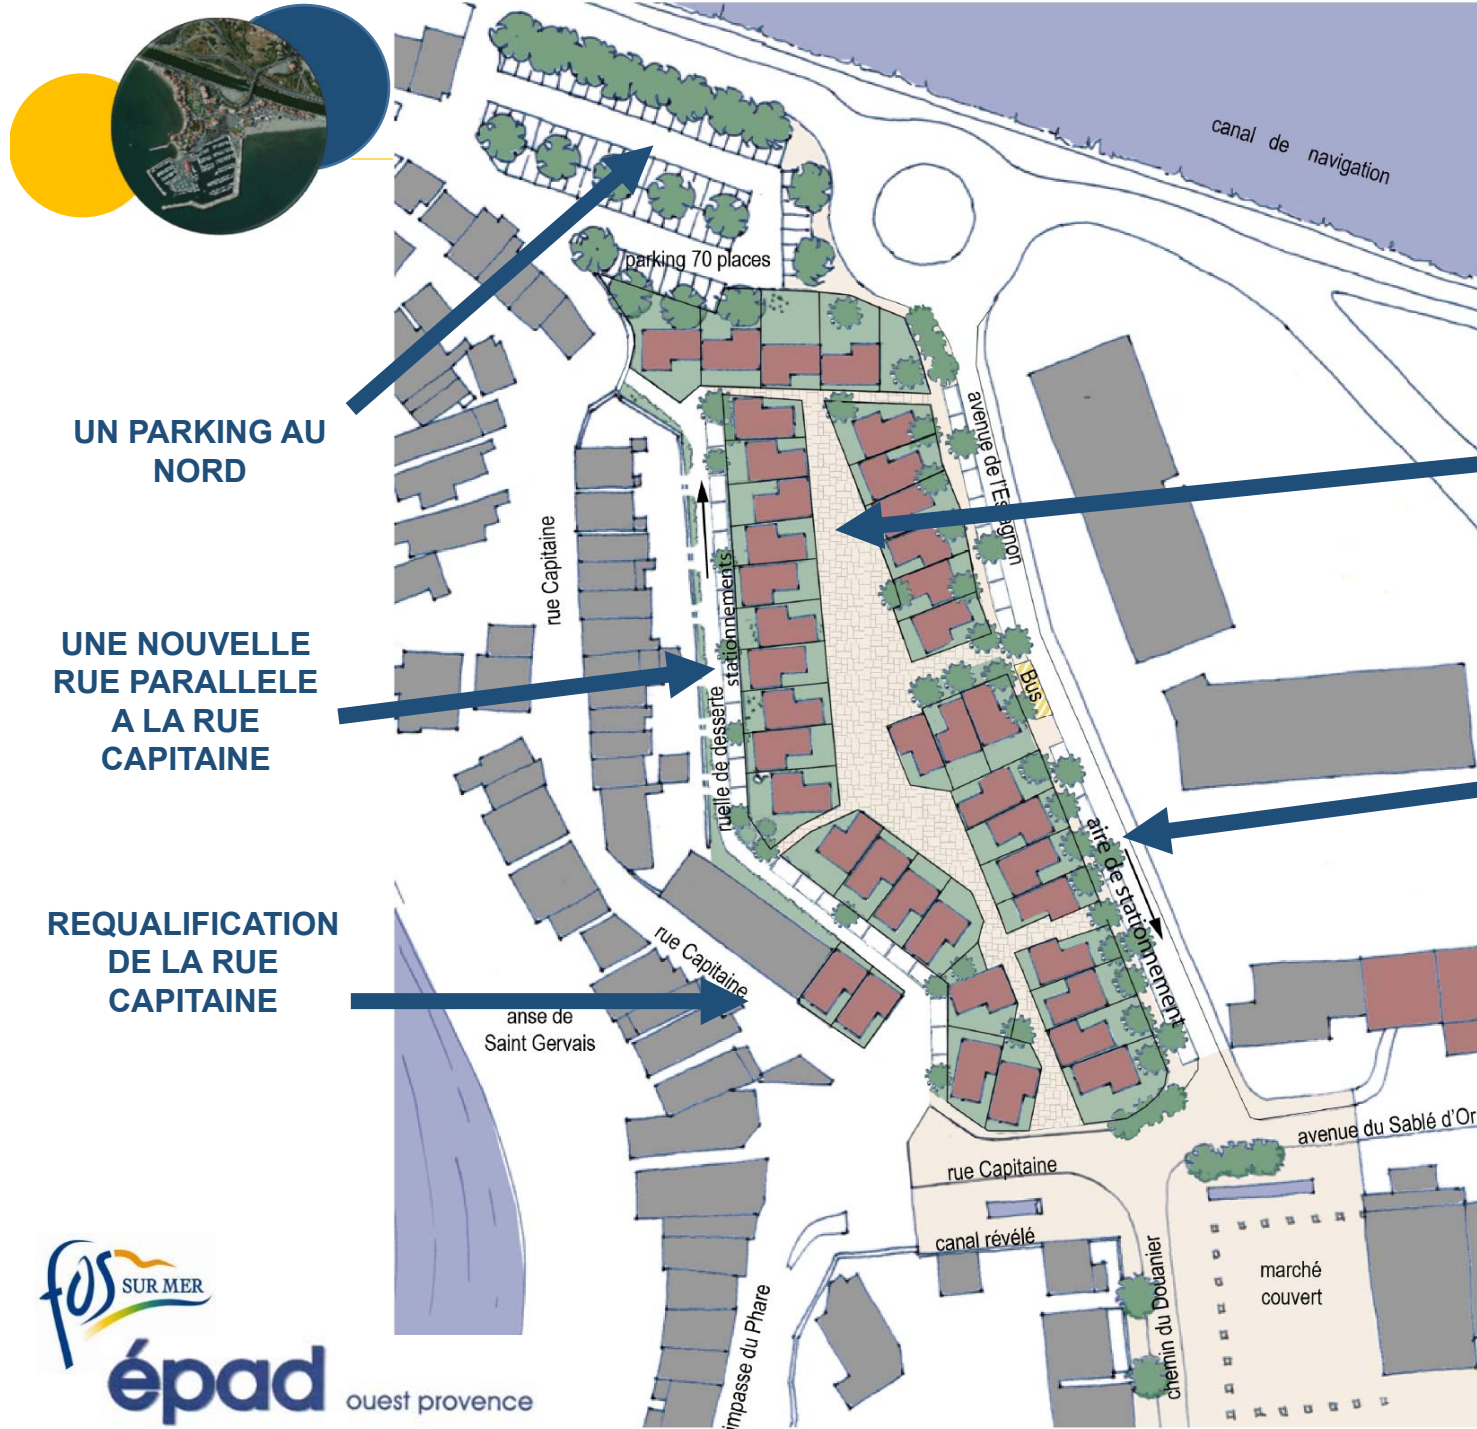 canal de navigation
parking 70 places
UN PARKING AU
NORD
avenue de l'Esagnon
rue Capitaine
stationnements
UNE NOUVELLE
RUE PARALLELE
A LA RUE
CAPITAINE
Bus
ruelle de desserte
aire de stationnement
REQUALIFICATION
DE LA RUE
CAPITAINE
rue Capitaine
anse de
Saint Gervais
avenue du Sablé d'Or
rue Capitaine
canal révélé
chemin du Douanier
marché
couvert
impasse du Phare
fos
SUR MER
épad
ouest provence